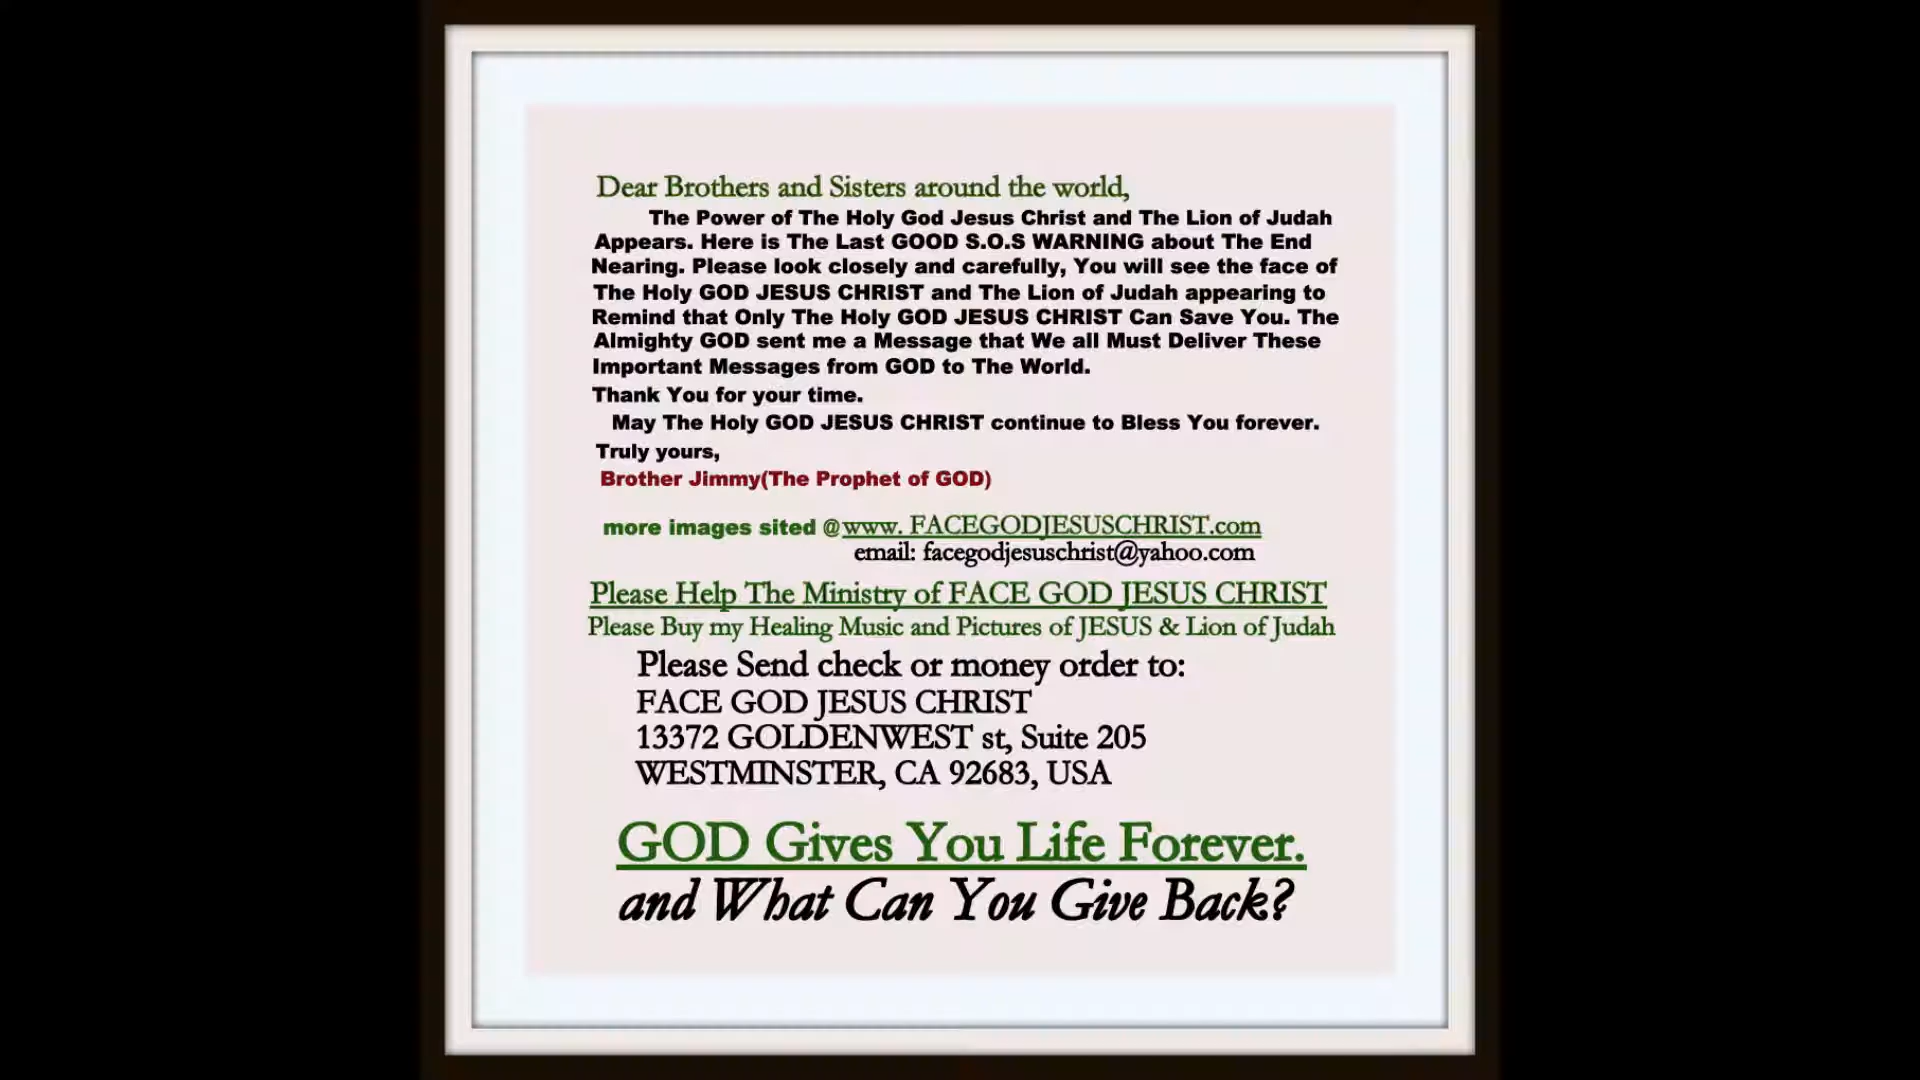 Dear Brothers and Sisters around the world,
The Power of The Holy God Jesus Christ and The Lion of Judah
Appears. Here is The Last GOOD S.O.S WARNING about The End
Nearing. Please look closely and carefully, You will see the face of
The Holy GOD JESUS CHRIST and The Lion of Judah appearing to
Remind that Only The Holy GOD JESUS CHRIST Can Save You. The
Almighty GOD sent me a Message that We all Must Deliver These
Important Messages from GOD to The World.
Thank You for your time.
May The Holy GOD JESUS CHRIST continue to Bless You forever.
Truly yours,
Brother Jimmy(The Prophet of GOD)
more images sited @www. FACEGODJESUSCHRIST.com
email: facegodjesuschrist@yahoo.com
Please Help The Ministry of FACE GOD JESUS CHRIST
Please Buy my Healing Music and Pictures of JESUS & Lion of Judah
Please Send check or money order to:
FACE GOD JESUS CHRIST
13372 GOLDENWEST st, Suite 205
WESTMINSTER, CA 92683, USA
GOD Gives You Life Forever.
and What Can You Give Back?